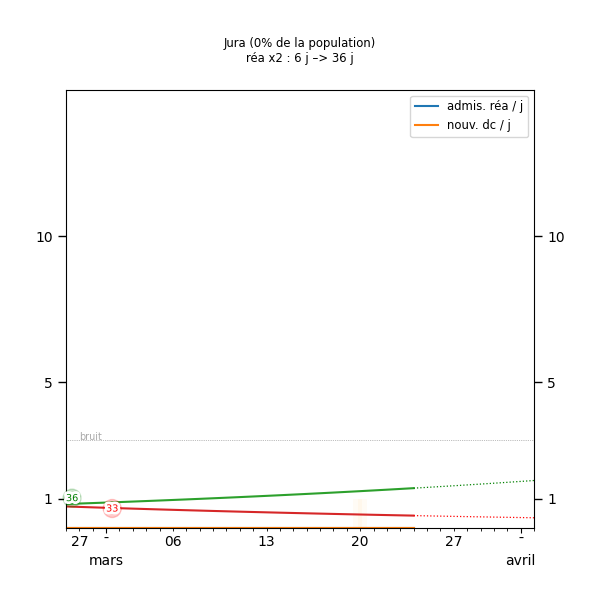 Jura (0% de la population)
réa x2 : 6 j –> 36 j
admis. réa / j
nouv. dc / j
10 10
5 5
bruit
36
1 1
33
27 - 06 13 20 27 -
mars avril